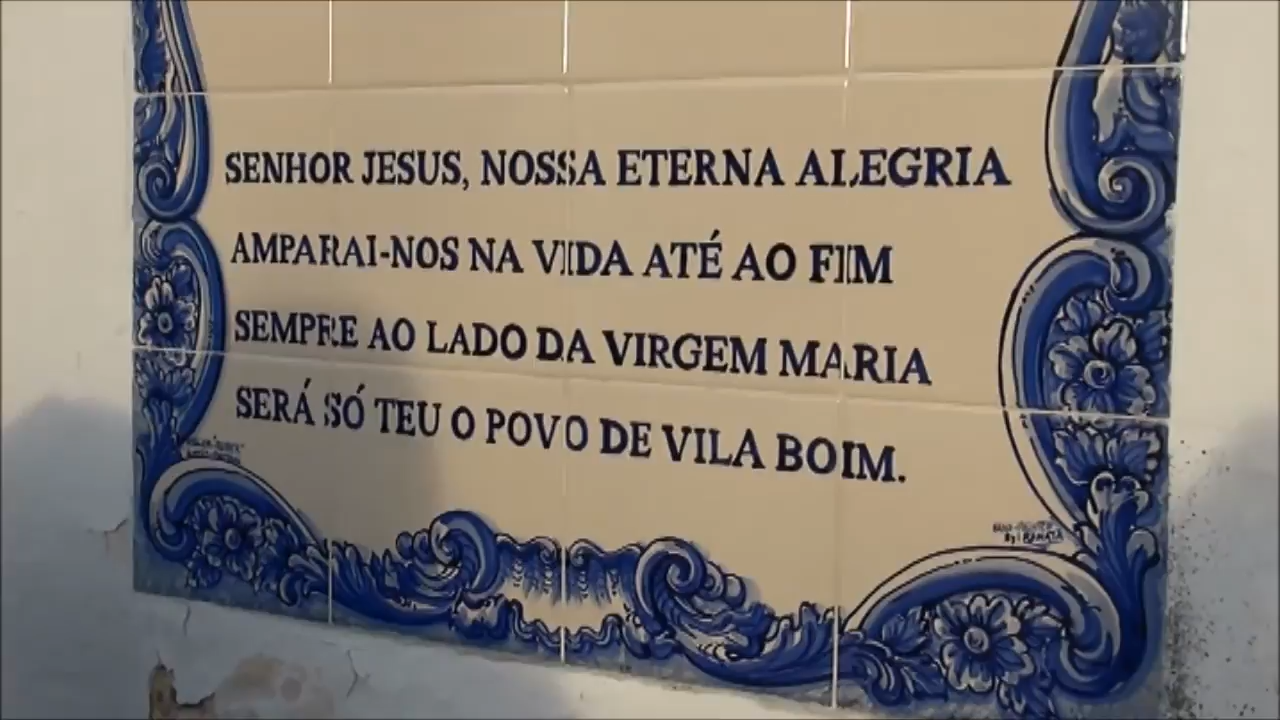 SENHOR JESUS, NOSSA ETERNA ALEGRIA
AMPARAI-NOS NA VIDA ATÉ AO FIM
SEMPRE AO LADO DA VIRGEM MARIA
SERÁ SÓ TEU O POVO DE VILA BOIM.